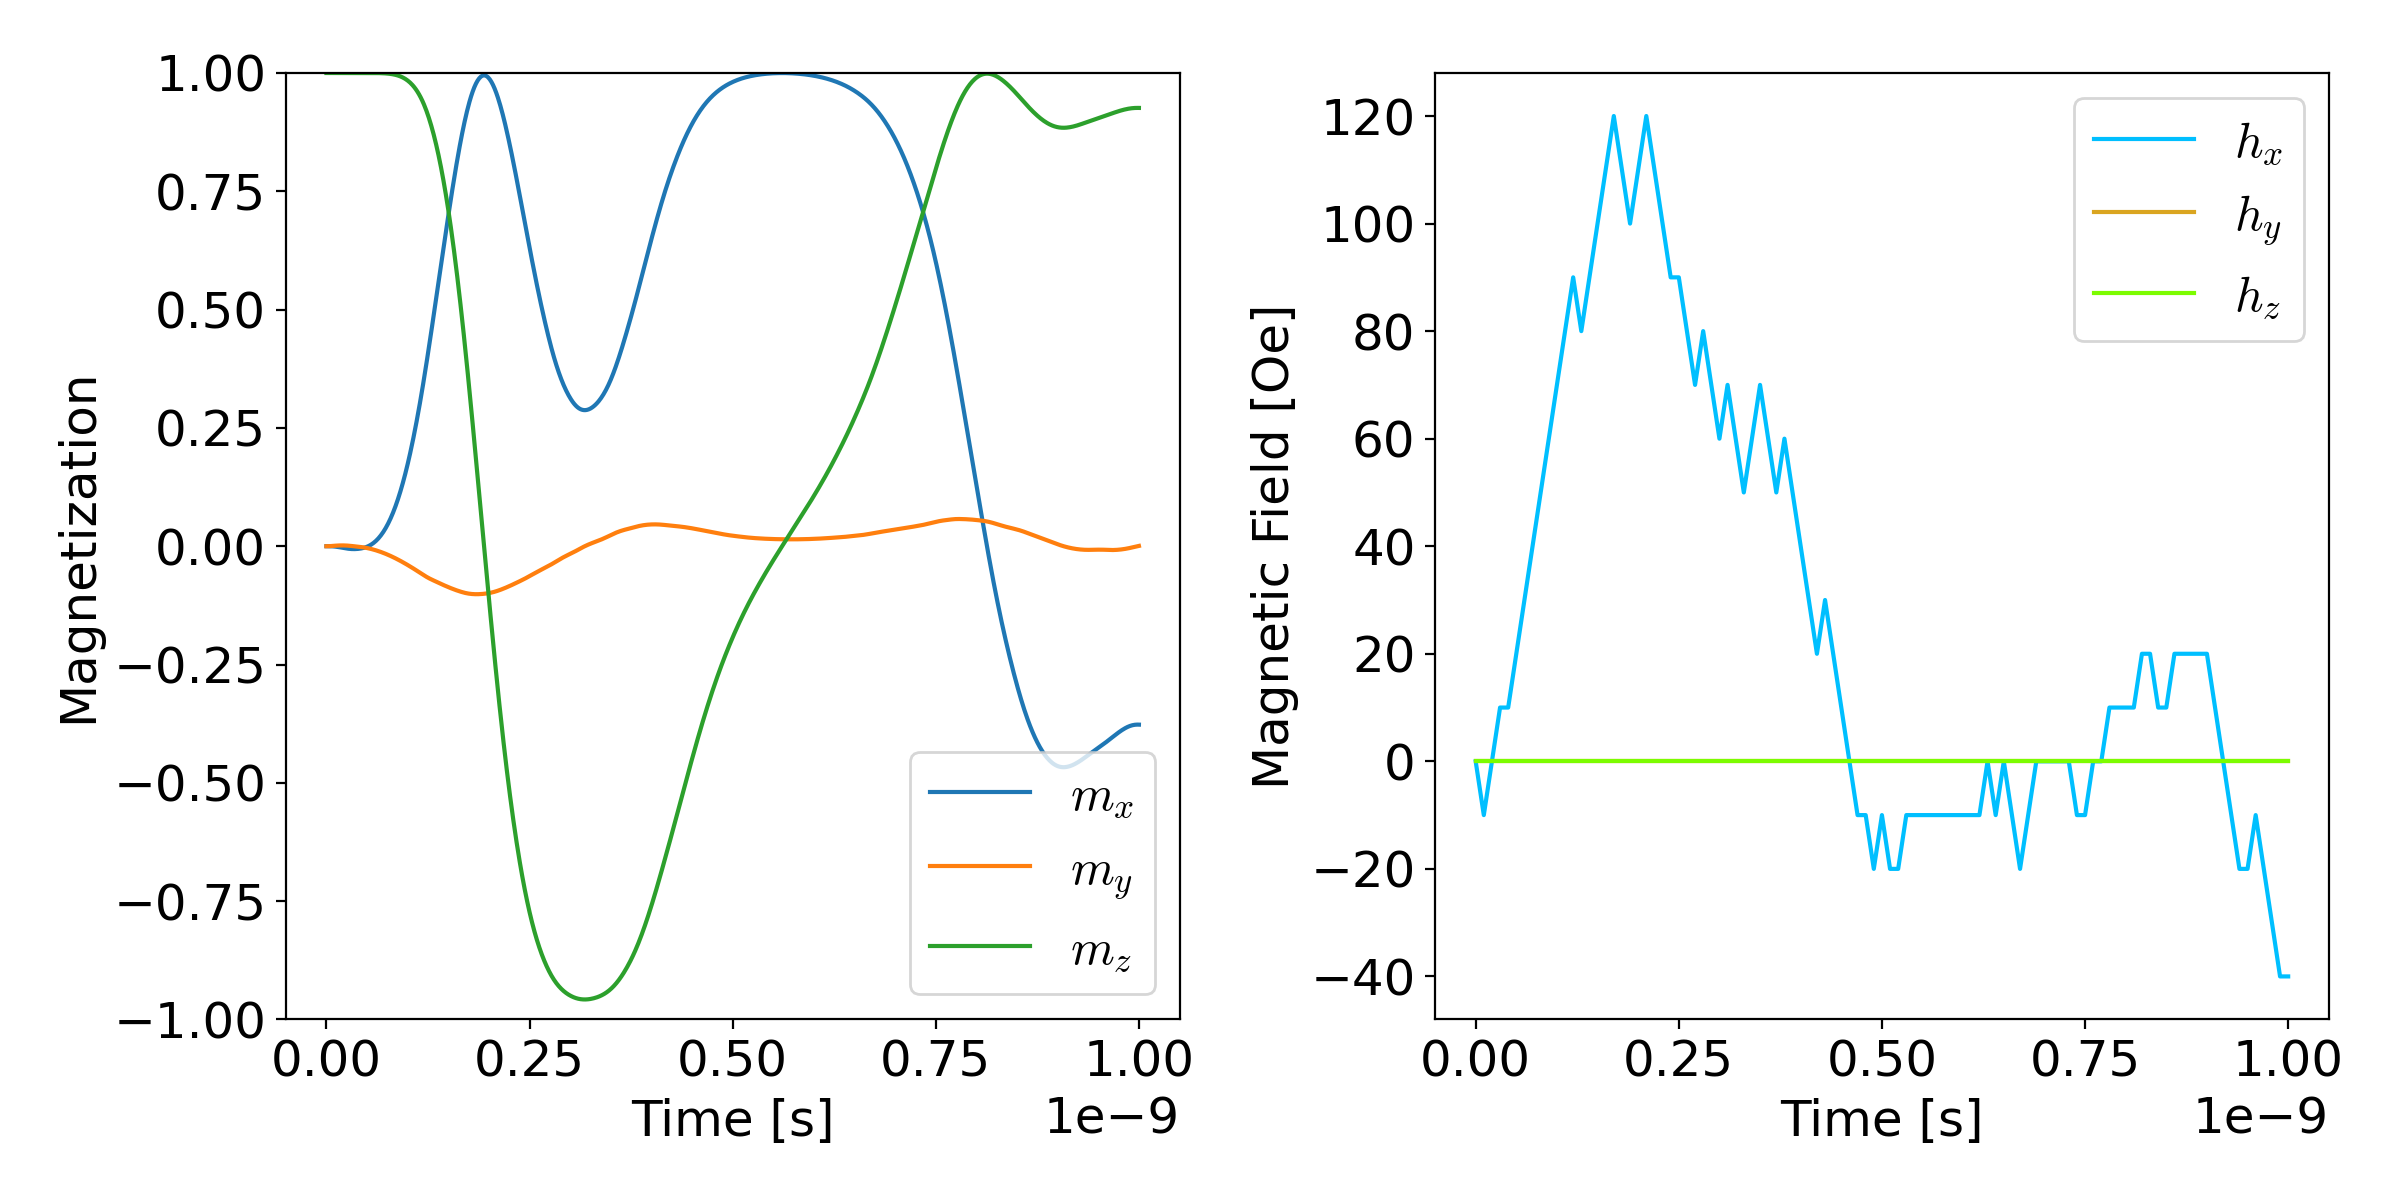 1.00
0.75
0.50
0.25
0.00
−0.25
−0.50
−0.75
−1.00
Magnetization
0.00 0.25 0.50 0.75 1.00
Time [s]
1e−9
m_x
m_y
m_z
120
100
80
60
40
20
0
−20
−40
Magnetic Field [Oe]
0.00 0.25 0.50 0.75 1.00
Time [s]
1e−9
h_x
h_y
h_z